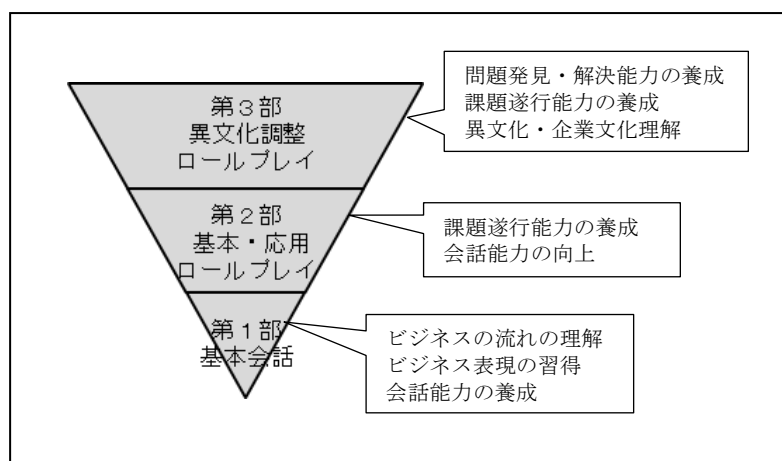 第３部
異文化調整
ロールプレイ
問題発見・解決能力の養成
課題遂行能力の養成
異文化・企業文化理解
第２部
基本・応用
ロールプレイ
課題遂行能力の養成
会話能力の向上
第１部
基本会話
ビジネスの流れの理解
ビジネス表現の習得
会話能力の養成